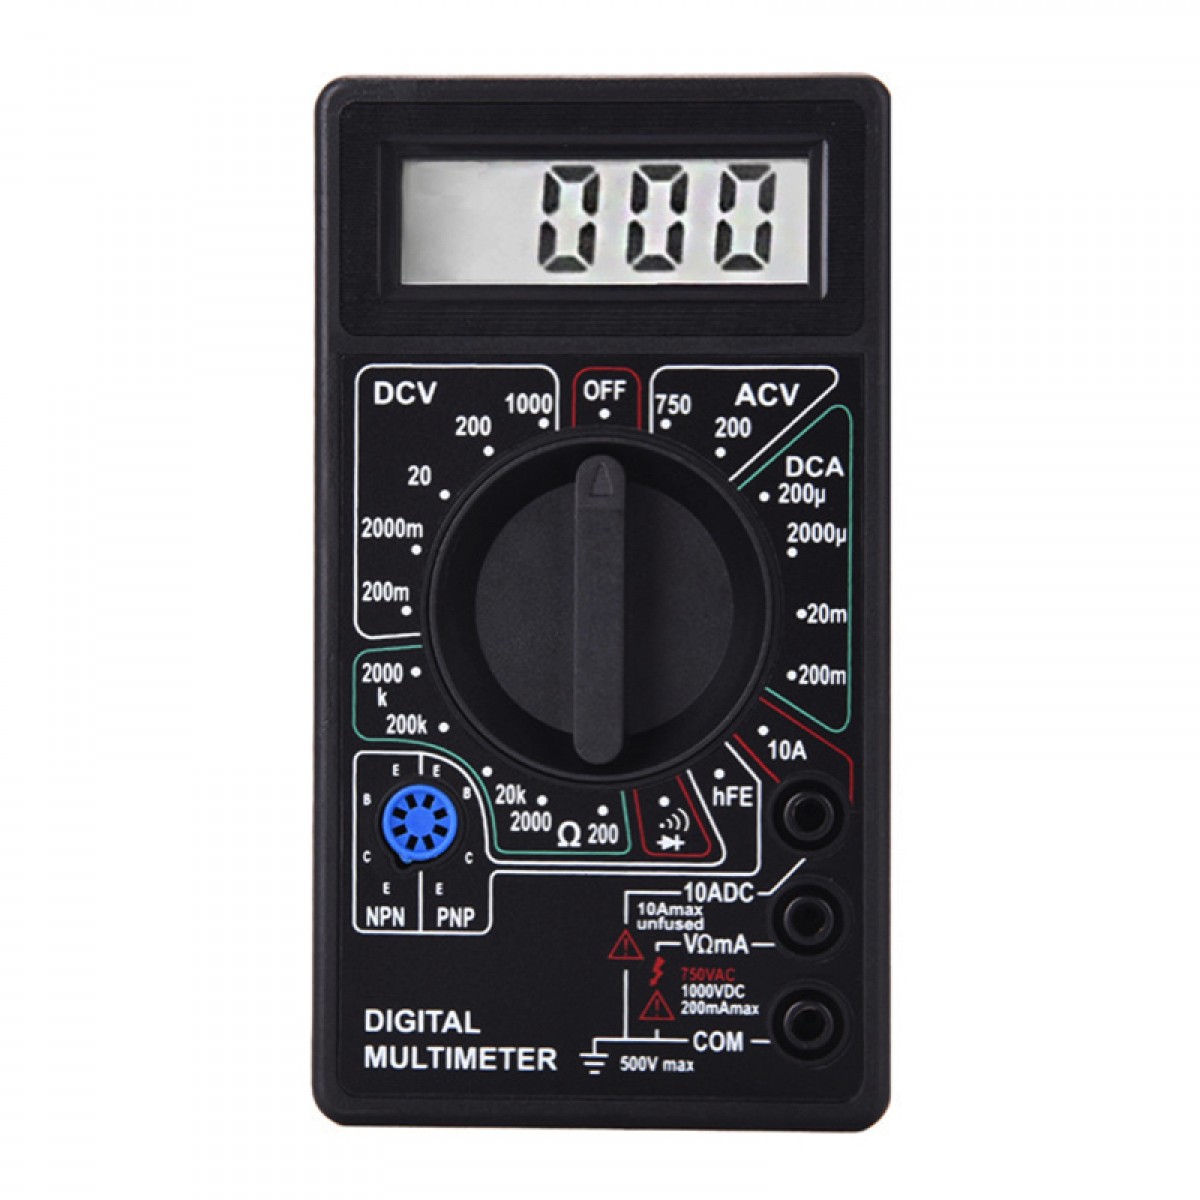 000
DCV
OFF
ACV
1000
750
200
200
DCA
20
200µ
2000m
2000µ
200m
20m
2000
k
200m
200k
10A
20k
hFE
2000
Ω
200
E
E
B
B
C
C
E
E
NPN
PNP
10ADC
10Amax
unfused
VΩmA
750VAC
1000VDC
200mAmax
COM
500V max
DIGITAL
MULTIMETER